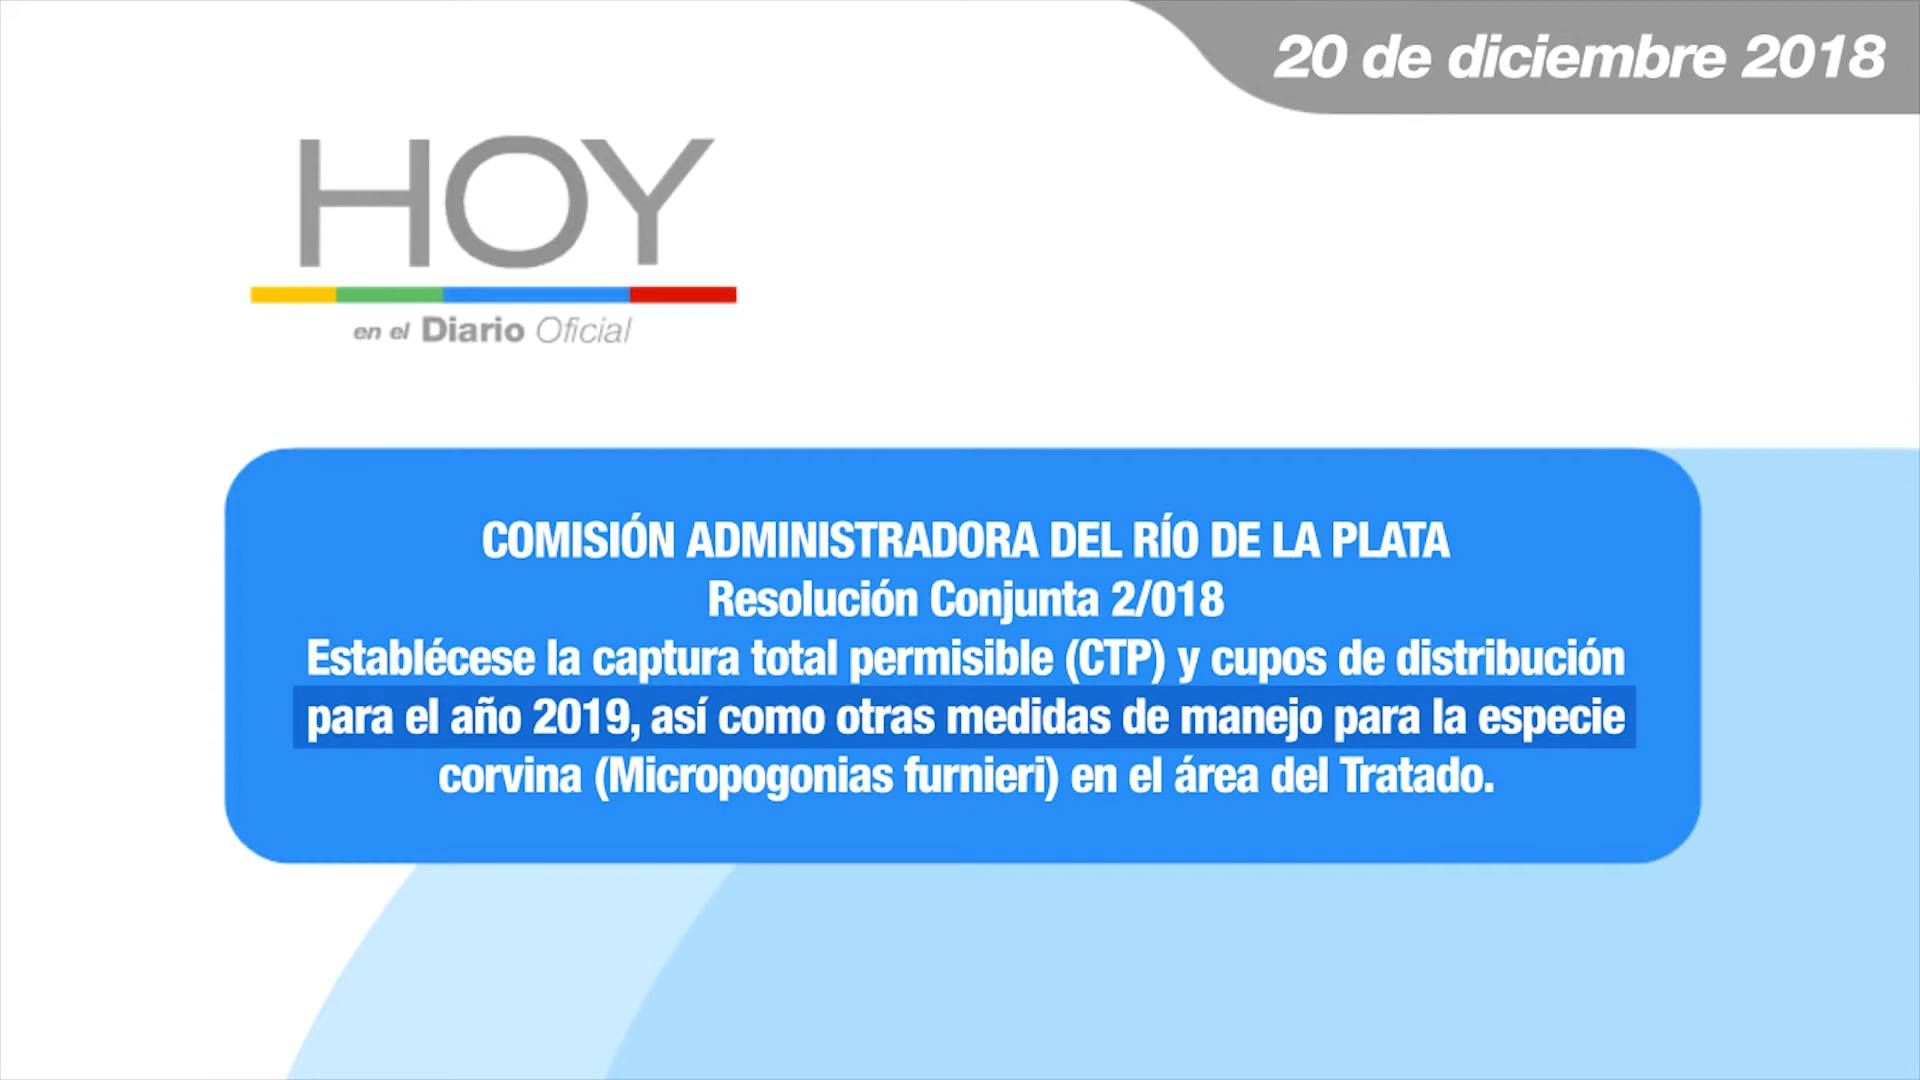 20 de diciembre 2018
HOY
en el Diario Oficial
COMISIÓN ADMINISTRADORA DEL RÍO DE LA PLATA
Resolución Conjunta 2/018
Establécese la captura total permisible (CTP) y cupos de distribución
para el año 2019, así como otras medidas de manejo para la especie
corvina (Micropogonias furnieri) en el área del Tratado.